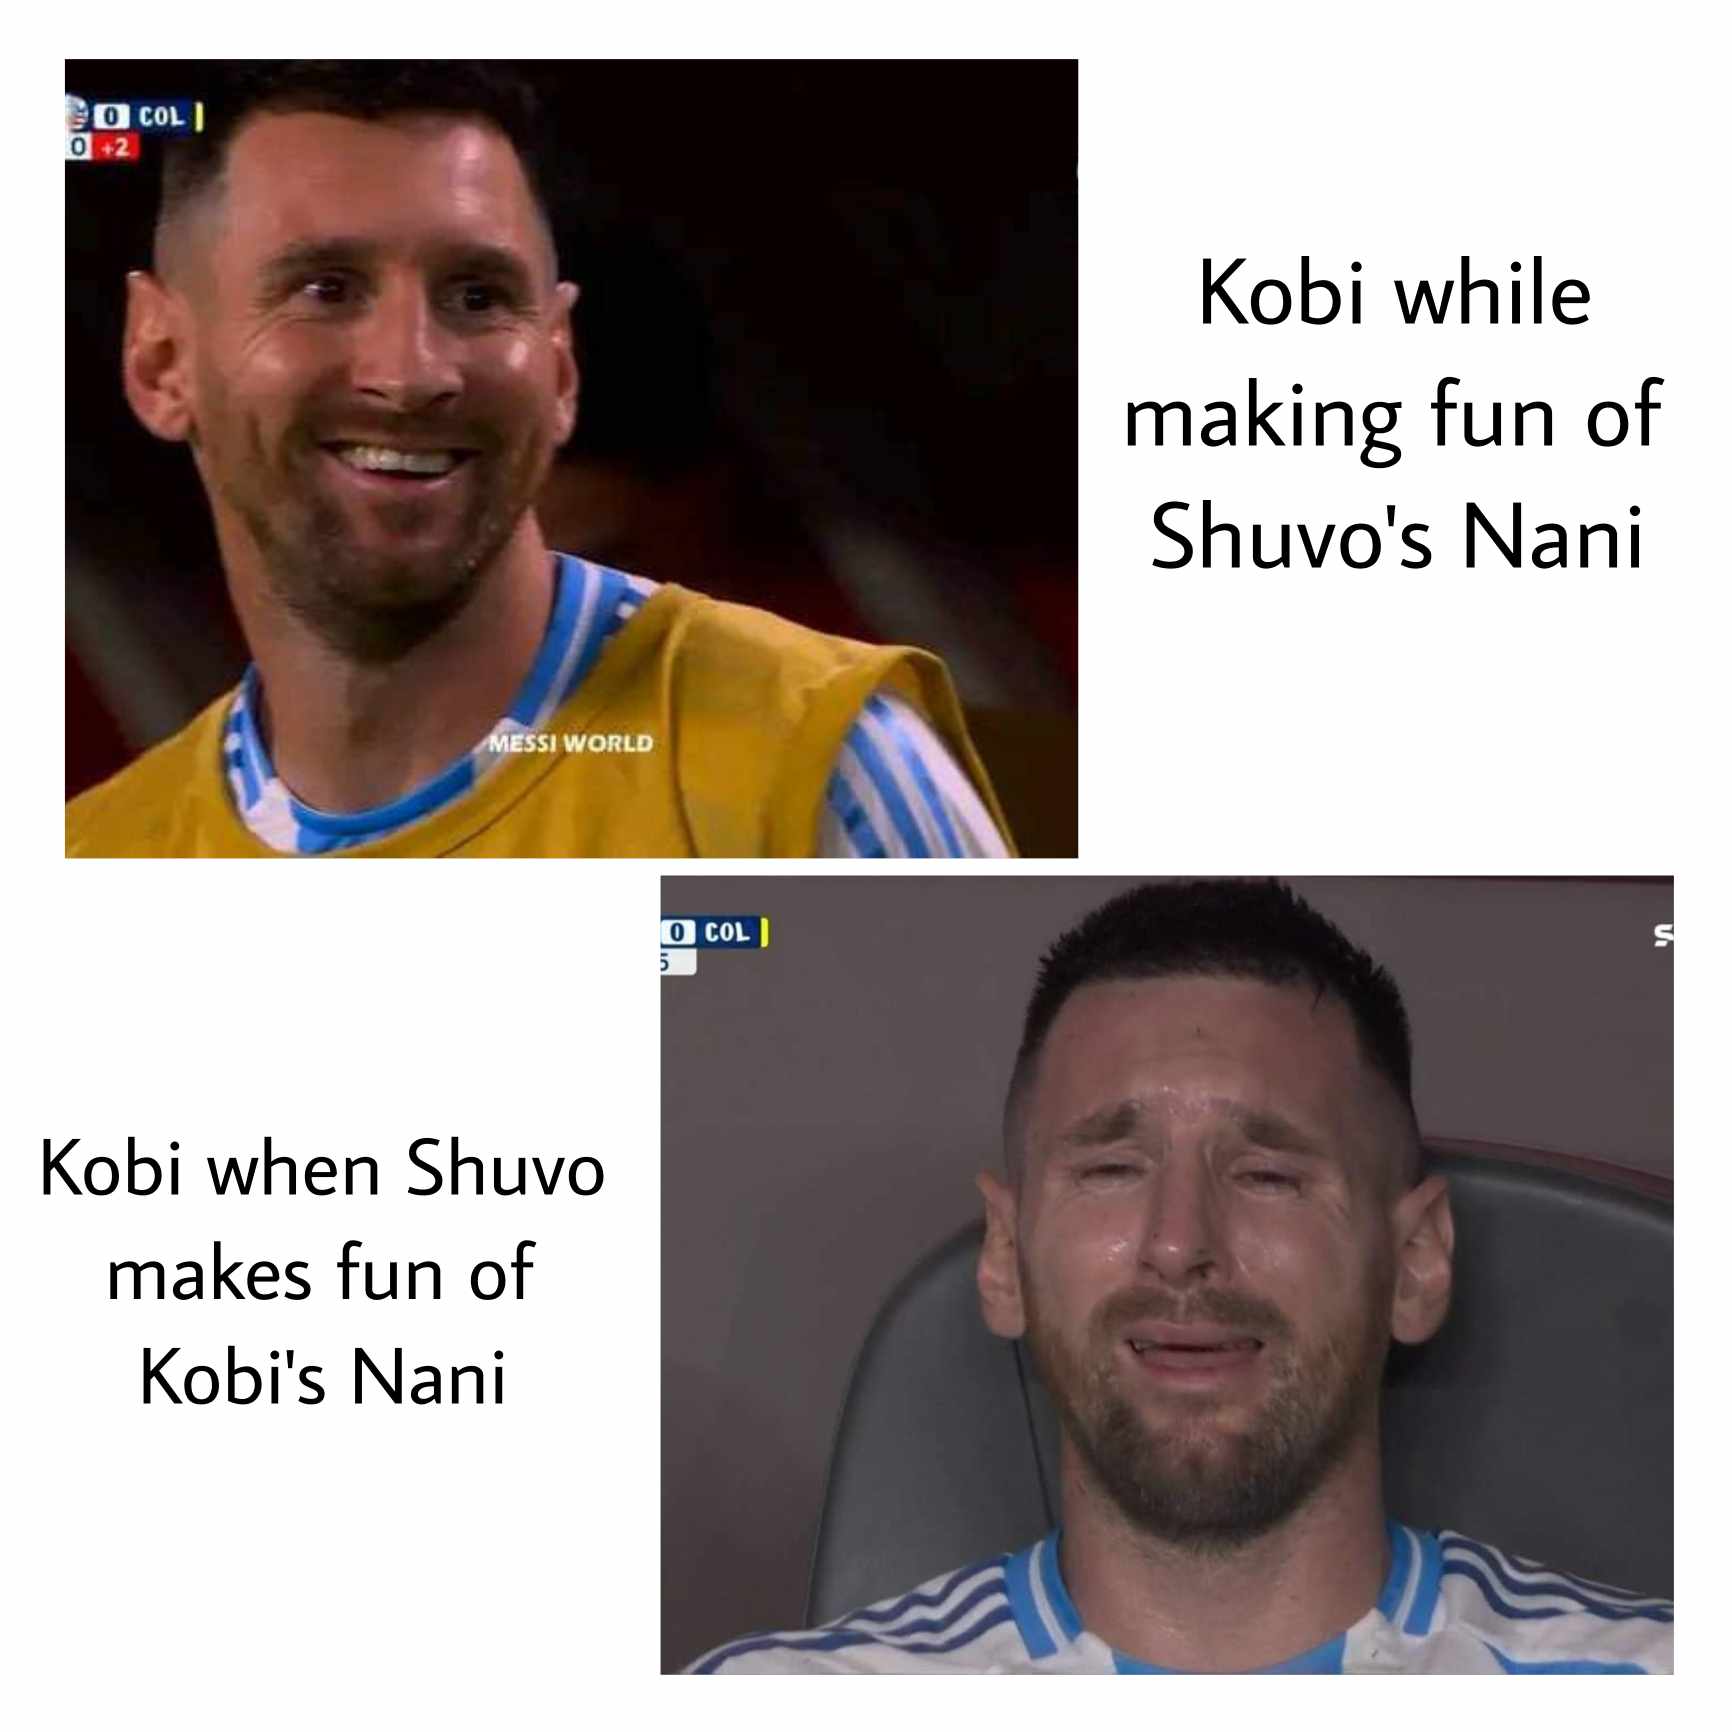 0 COL
0 +2
Kobi while
making fun of
Shuvo's Nani
MESSI WORLD
0 COL
5
S
Kobi when Shuvo
makes fun of
Kobi's Nani